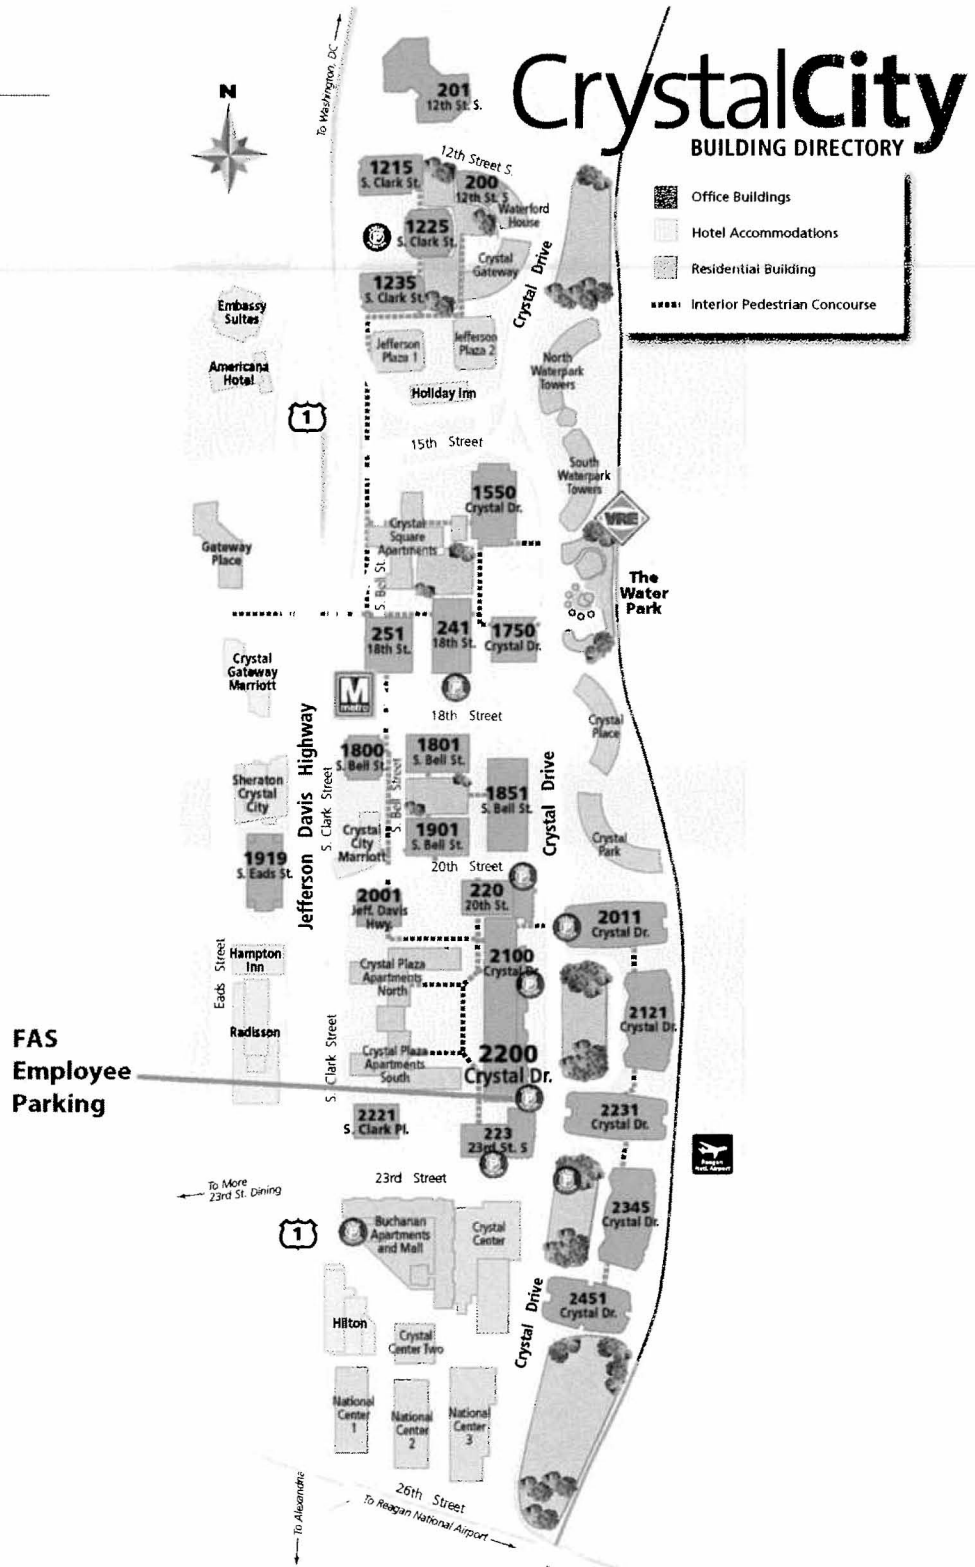 CrystalCity
BUILDING DIRECTORY
Office Buildings
Hotel Accommodations
Residential Building
Interior Pedestrian Concourse
N
To Washington, DC
201
12th St. S.
12th Street S.
1215
S. Clark St.
200
12th St. S
Waterford
House
1225
S. Clark St.
P
Crystal
Gateway
Crystal Drive
1235
S. Clark St.
Embassy
Suites
Jefferson
Plaza 1
Jefferson
Plaza 2
North
Waterpark
Towers
Americana
Hotel
Holiday Inn
1
15th Street
South
Waterpark
Towers
1550
Crystal Dr.
VRE
Crystal
Square
Apartments
Gateway
Place
S. Bell St.
The
Water
Park
251
18th St.
241
18th St.
1750
Crystal Dr.
Crystal
Gateway
Marriott
M
metro
P
18th Street
Crystal
Place
Jefferson Davis Highway
1800
S. Bell St.
1801
S. Bell St.
Sheraton
Crystal
City
S. Clark Street
S. Bell Street
1851
S. Bell St.
Crystal Drive
Crystal
City
Marriott
1901
S. Bell St.
Crystal
Park
1919
S. Eads St.
20th Street
P
2001
Jeff. Davis
Hwy.
220
20th St.
P
2011
Crystal Dr.
Eads Street
Hampton
Inn
Crystal Plaza
Apartments
North
2100
Crystal Dr.
P
2121
Crystal Dr.
Radisson
FAS
Employee
Parking
S. Clark Street
Crystal Plaza
Apartments
South
2200
Crystal Dr.
P
2221
S. Clark Pl.
2231
Crystal Dr.
223
23rd St. S
P
Reagan
Natl. Airport
23rd Street
P
To More
23rd St. Dining
2345
Crystal Dr.
1
P
Buchanan
Apartments
and Mall
Crystal
Center
2451
Crystal Dr.
Crystal Drive
Hilton
Crystal
Center Two
National
Center
1
National
Center
2
National
Center
3
26th Street
To Reagan National Airport
To Alexandria